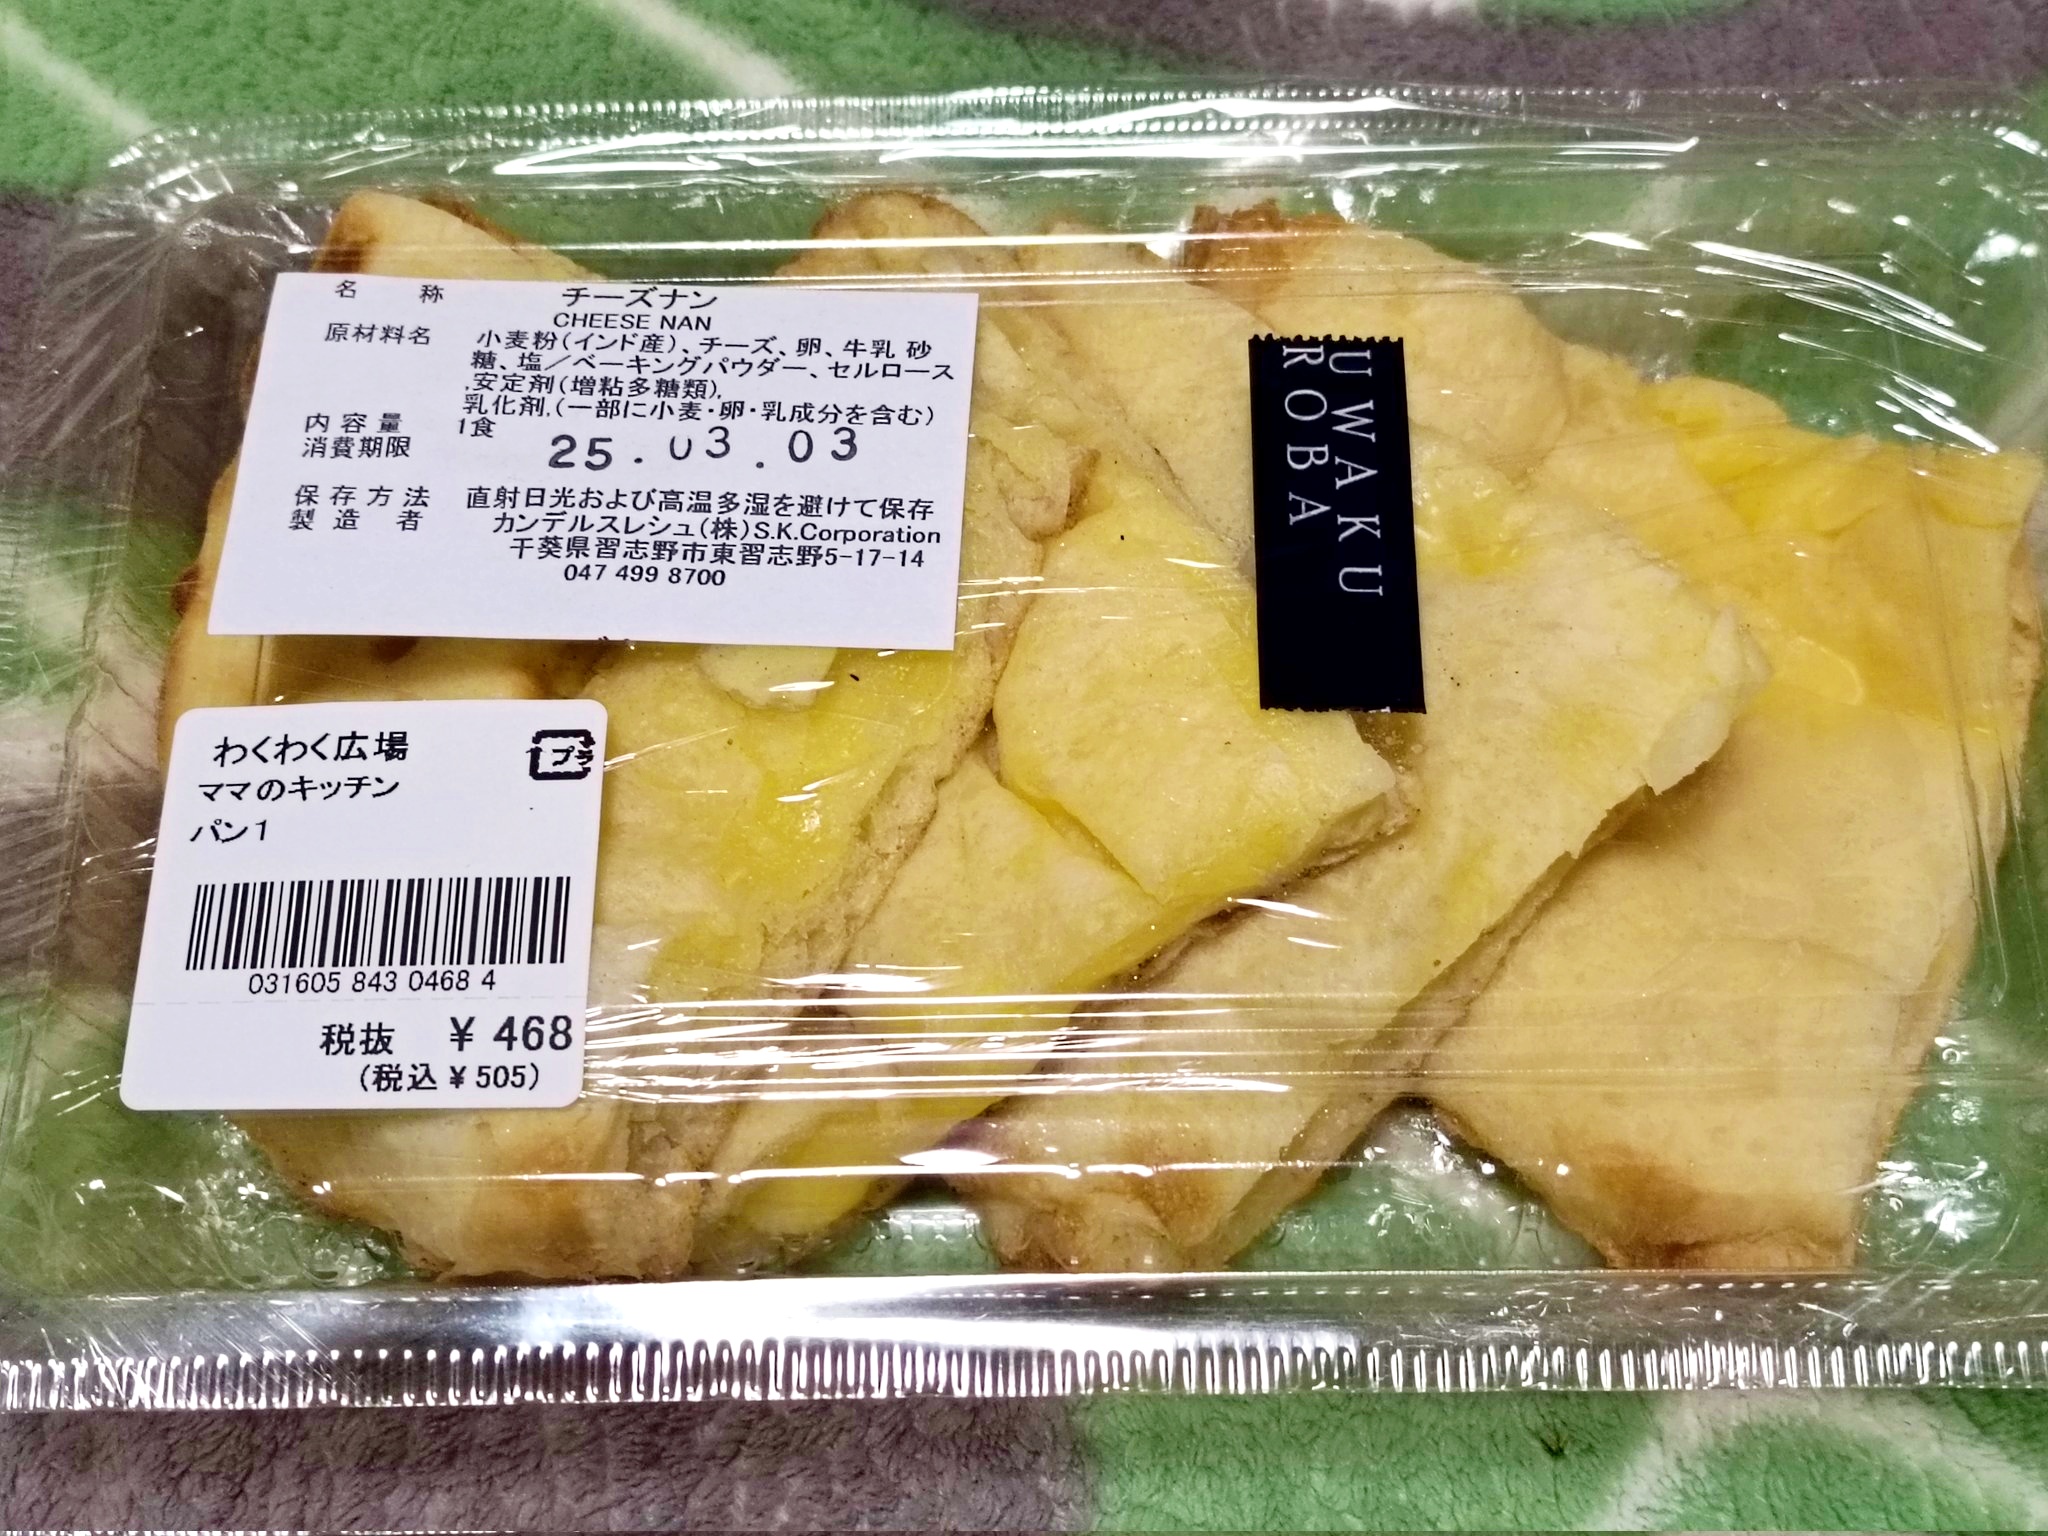 名 称 チーズナン
CHEESE NAN
原材料名 小麦粉(インド産)、チーズ、卵、牛乳 砂
糖、塩／ベーキングパウダー、セルロース
,安定剤(増粘多糖類),
乳化剤,(一部に小麦・卵・乳成分を含む)
内容量 1食
消費期限 25.03.03
保存方法 直射日光および高温多湿を避けて保存
製造者 カンデルスレシュ(株)S.K.Corporation
千葵県習志野市東習志野5-17-14
047 499 8700
UWAKU
ROBA
わくわく広場
プラ
ママのキッチン
パン1
031605 843 0468 4
税抜 ¥468
(税込¥505)